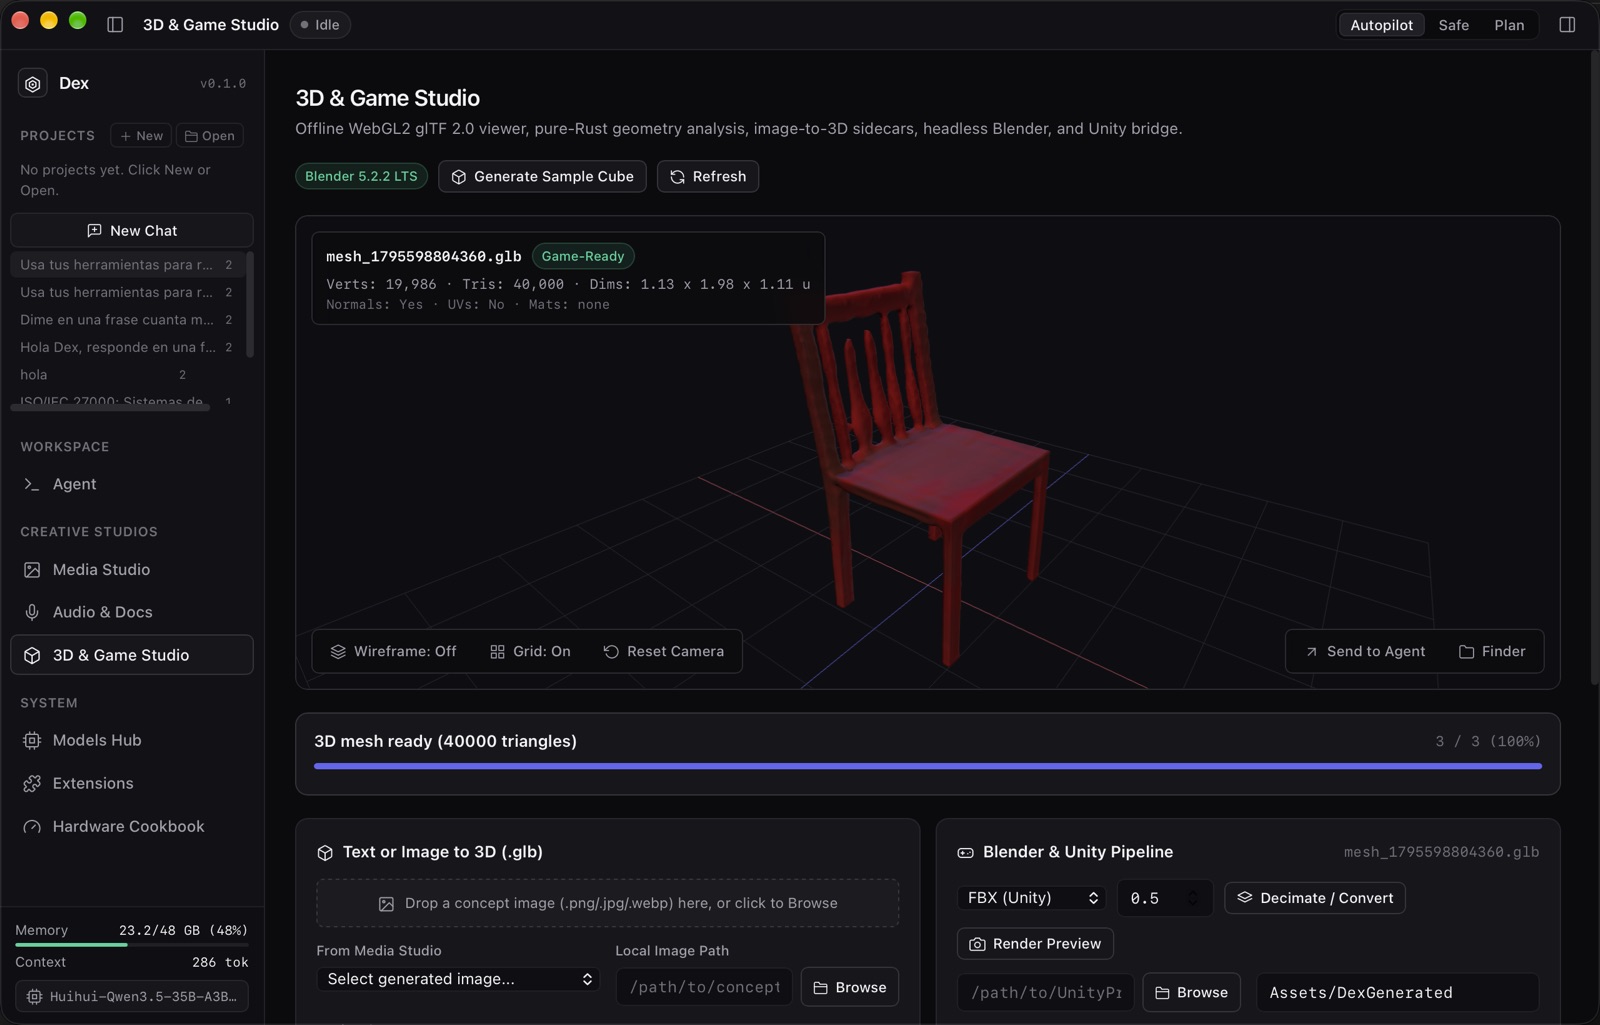 3D & Game Studio
Idle
Autopilot
Safe
Plan
Dex
v0.1.0
PROJECTS
New
Open
No projects yet. Click New or
Open.
New Chat
Usa tus herramientas para r... 2
Usa tus herramientas para r... 2
Dime en una frase cuanta m... 2
Hola Dex, responde en una f... 2
hola 2
ISO/IEC 27000: Sistemas de 1
WORKSPACE
Agent
CREATIVE STUDIOS
Media Studio
Audio & Docs
3D & Game Studio
SYSTEM
Models Hub
Extensions
Hardware Cookbook
Memory 23.2/48 GB (48%)
Context 286 tok
Huihui-Qwen3.5-35B-A3B...
3D & Game Studio
Offline WebGL2 glTF 2.0 viewer, pure-Rust geometry analysis, image-to-3D sidecars, headless Blender, and Unity bridge.
Blender 5.2.2 LTS
Generate Sample Cube
Refresh
mesh_1795598804360.glb Game-Ready
Verts: 19,986 · Tris: 40,000 · Dims: 1.13 x 1.98 x 1.11 u
Normals: Yes · UVs: No · Mats: none
Wireframe: Off
Grid: On
Reset Camera
Send to Agent
Finder
3D mesh ready (40000 triangles)
3 / 3 (100%)
Text or Image to 3D (.glb)
Drop a concept image (.png/.jpg/.webp) here, or click to Browse
From Media Studio
Local Image Path
Select generated image...
/path/to/concept
Browse
Blender & Unity Pipeline
mesh_1795598804360.glb
FBX (Unity)
0.5
Decimate / Convert
Render Preview
/path/to/UnityPr
Browse
Assets/DexGenerated